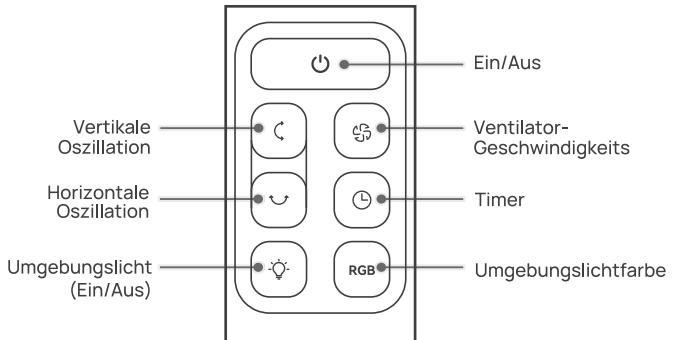 Ein/Aus
Vertikale
Oszillation
Ventilator-
Geschwindigkeits
Horizontale
Oszillation
Timer
Umgebungslicht
(Ein/Aus)
RGB
Umgebungslichtfarbe